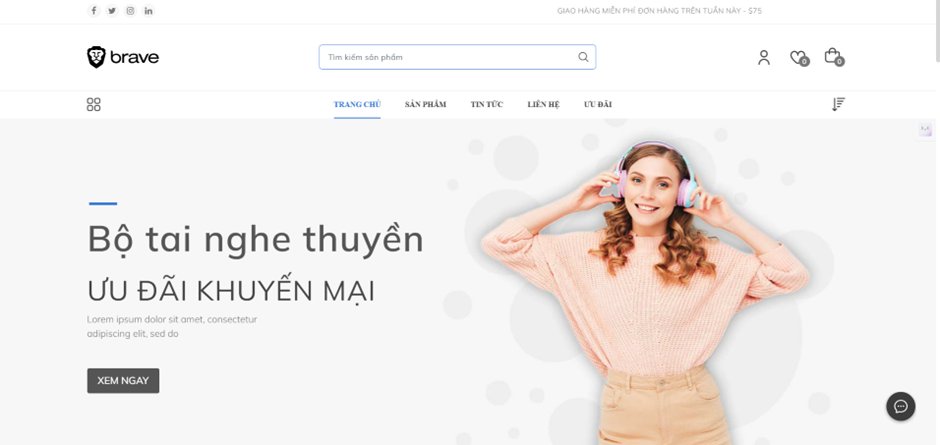 GIAO HÀNG MIỄN PHÍ ĐƠN HÀNG TRÊN TUẦN NÀY - $75
brave
Tìm kiếm sản phẩm
0
0
TRANG CHỦ SẢN PHẨM TIN TỨC LIÊN HỆ ƯU ĐÃI
Bộ tai nghe thuyền
ƯU ĐÃI KHUYẾN MẠI
Lorem ipsum dolor sit amet, consectetur
adipiscing elit, sed do
XEM NGAY